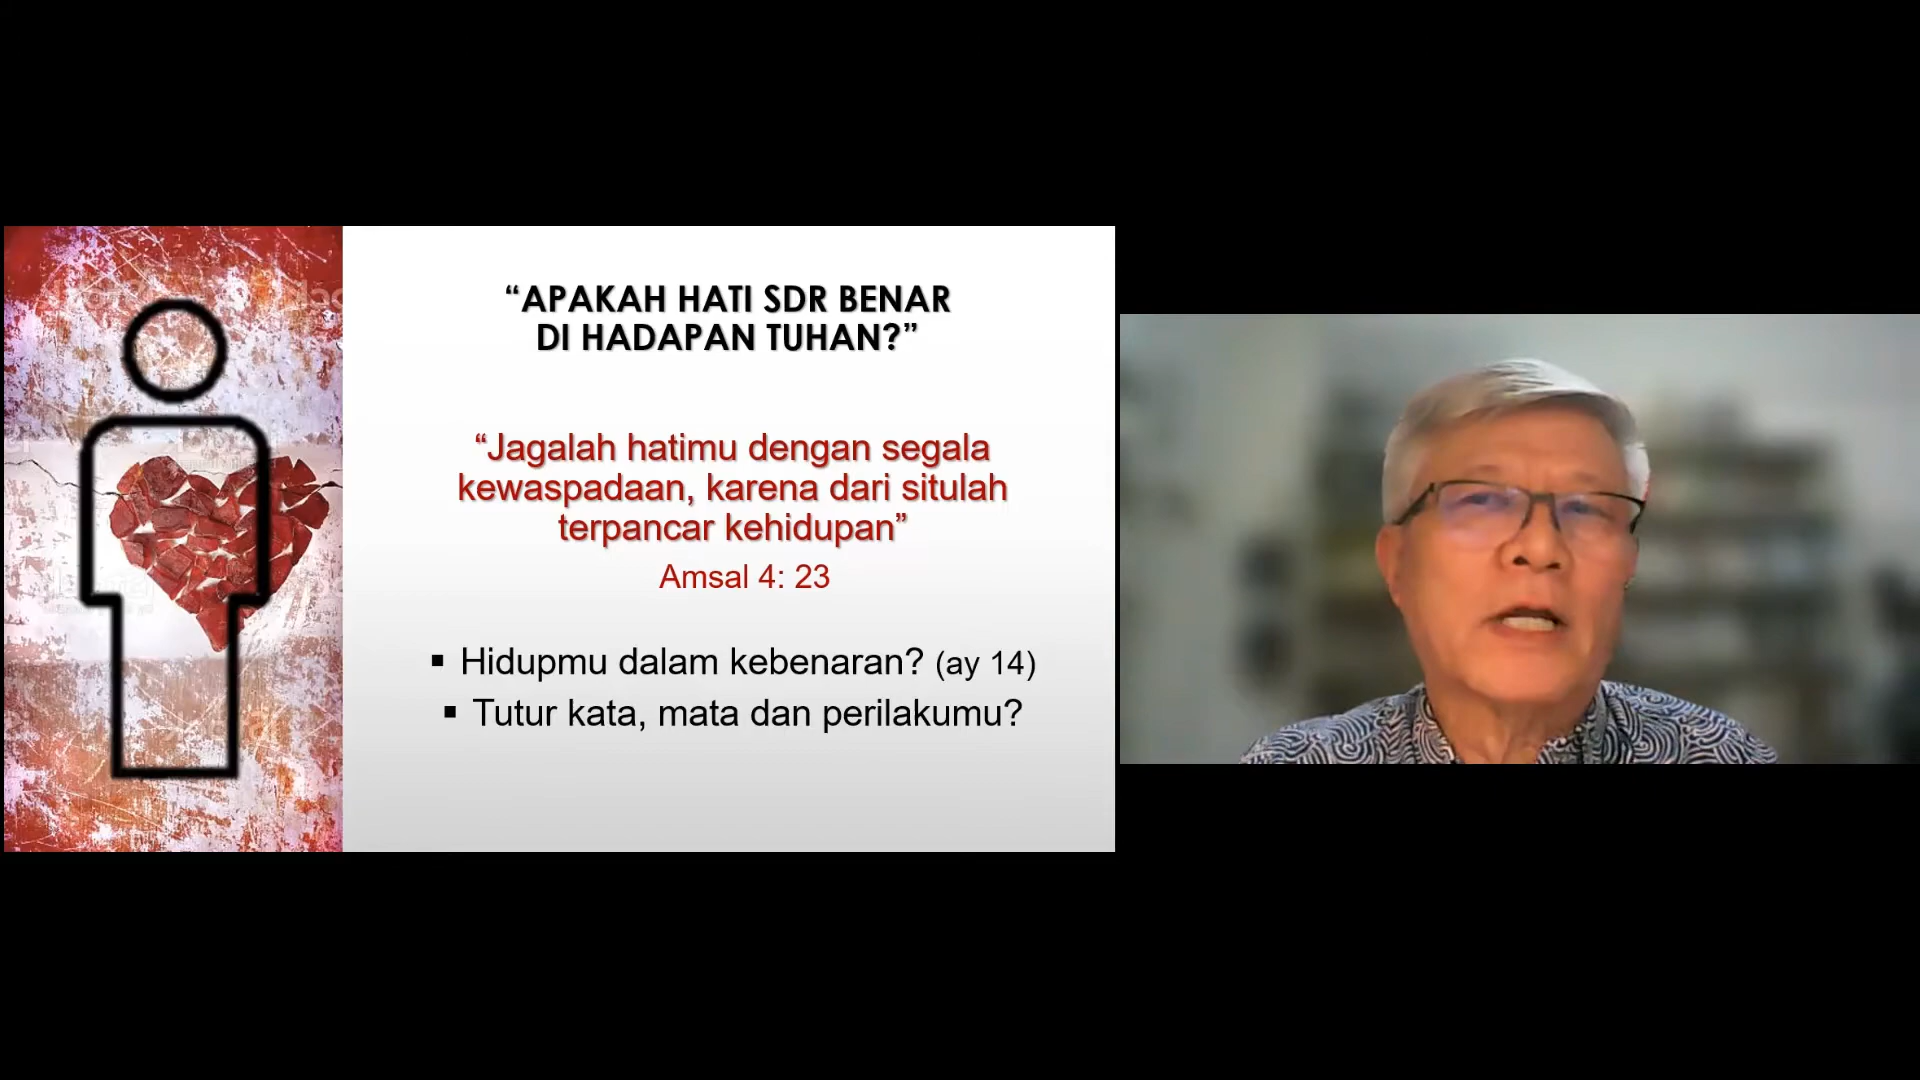 “APAKAH HATI SDR BENAR
DI HADAPAN TUHAN?”
“Jagalah hatimu dengan segala
kewaspadaan, karena dari situlah
terpancar kehidupan”
Amsal 4: 23
▪ Hidupmu dalam kebenaran? (ay 14)
▪ Tutur kata, mata dan perilakumu?